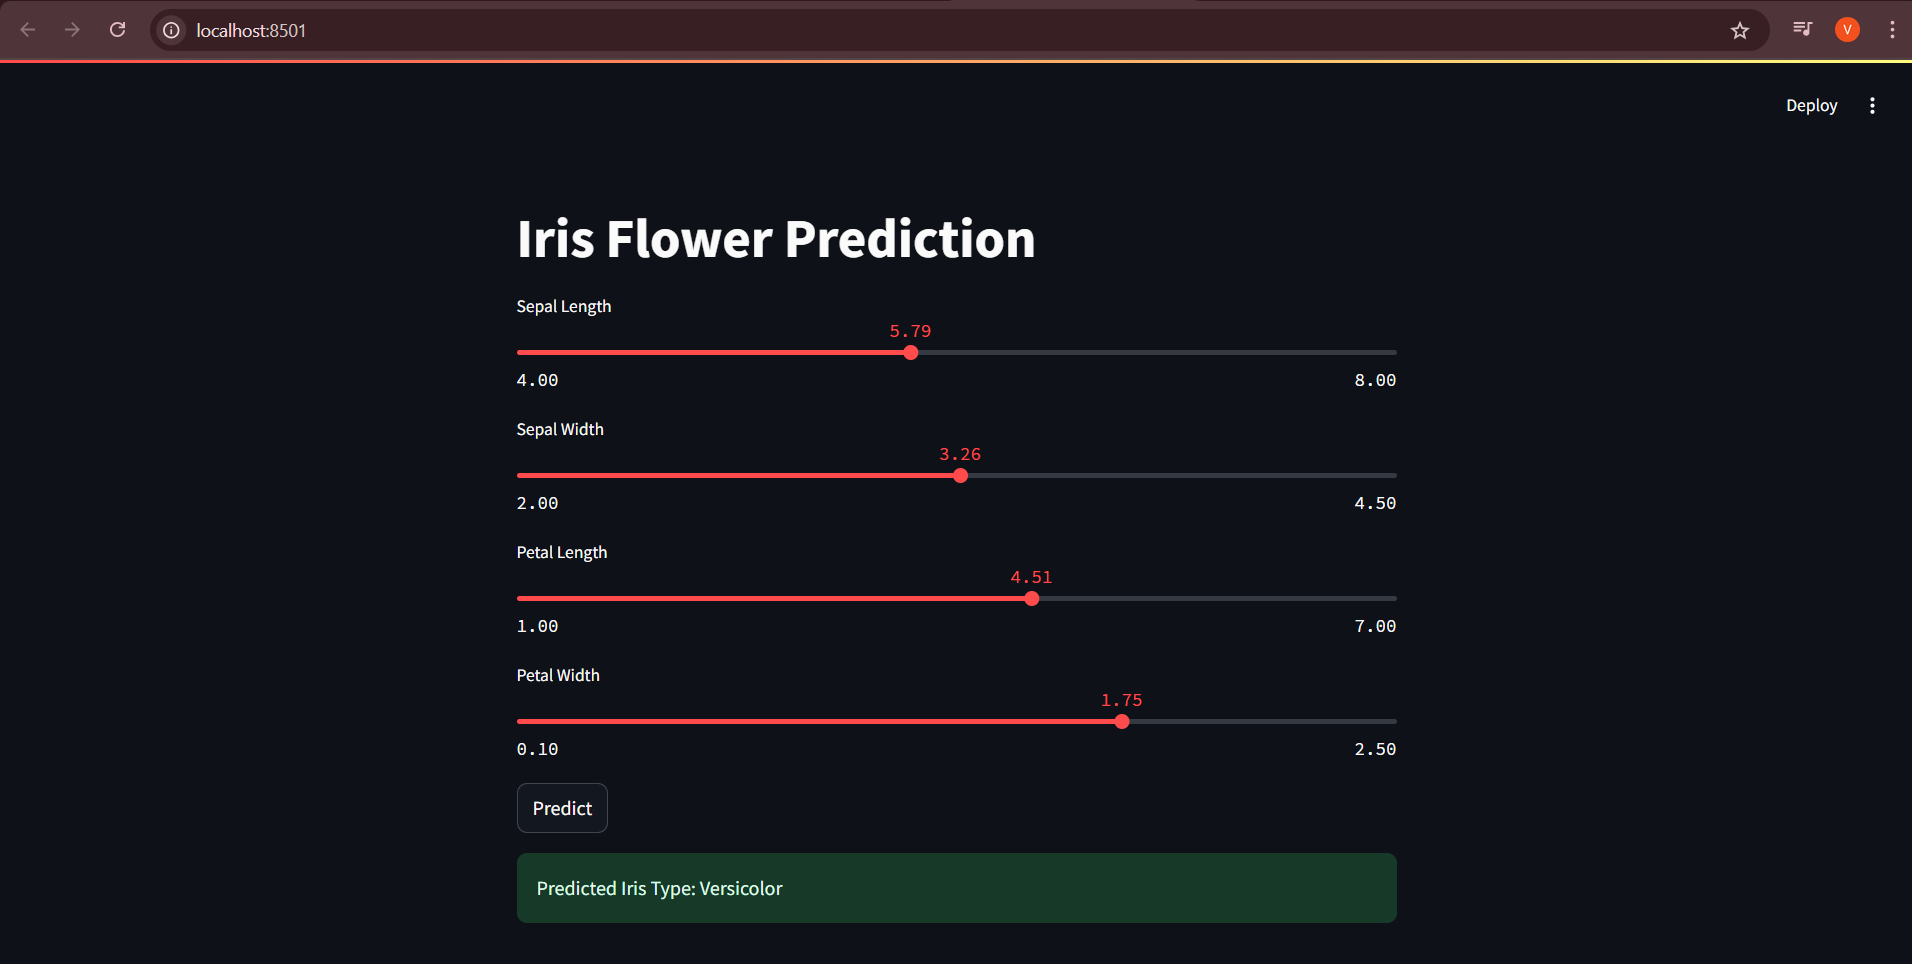 localhost:8501
V
Deploy
Iris Flower Prediction
Sepal Length
5.79
4.00 8.00
Sepal Width
3.26
2.00 4.50
Petal Length
4.51
1.00 7.00
Petal Width
1.75
0.10 2.50
Predict
Predicted Iris Type: Versicolor